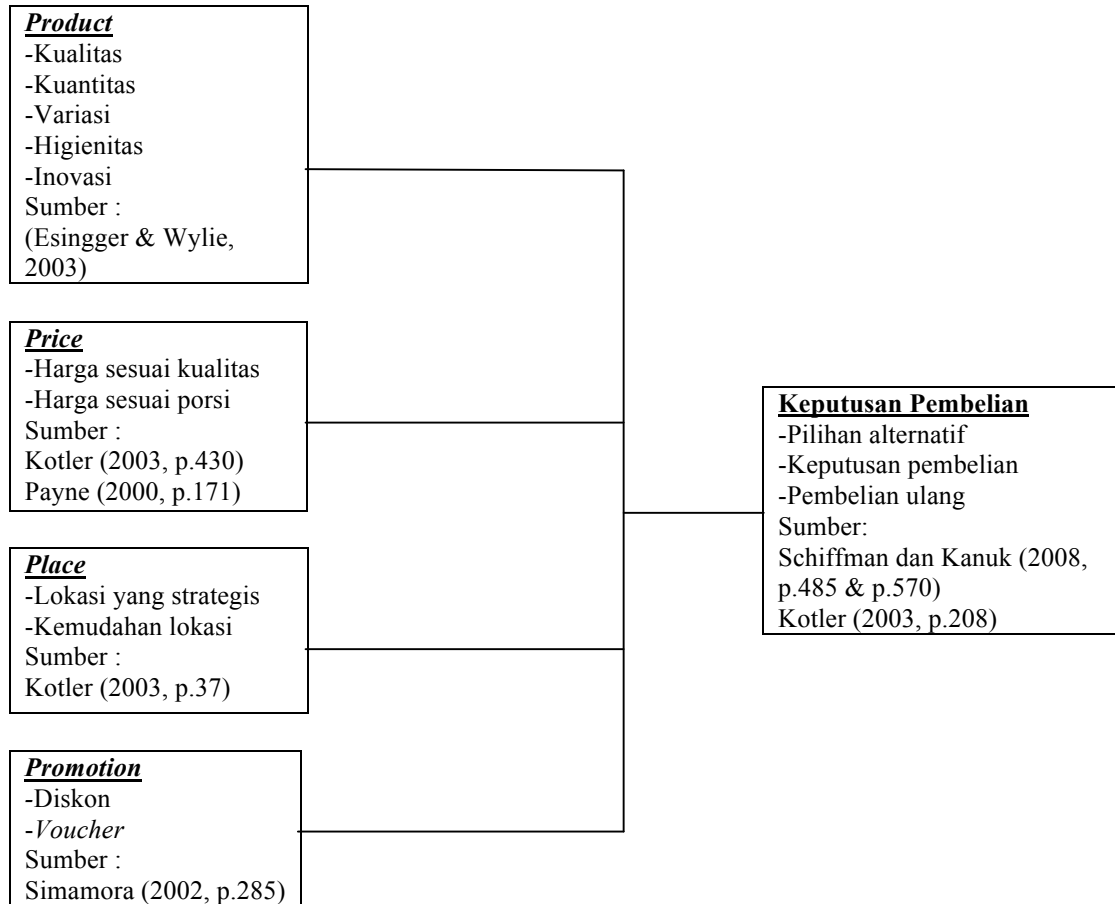 Product
-Kualitas
-Kuantitas
-Variasi
-Higienitas
-Inovasi
Sumber :
(Esingger & Wylie,
2003)
Price
-Harga sesuai kualitas
-Harga sesuai porsi
Sumber :
Kotler (2003, p.430)
Payne (2000, p.171)
Place
-Lokasi yang strategis
-Kemudahan lokasi
Sumber :
Kotler (2003, p.37)
Promotion
-Diskon
-Voucher
Sumber :
Simamora (2002, p.285)
Keputusan Pembelian
-Pilihan alternatif
-Keputusan pembelian
-Pembelian ulang
Sumber:
Schiffman dan Kanuk (2008,
p.485 & p.570)
Kotler (2003, p.208)